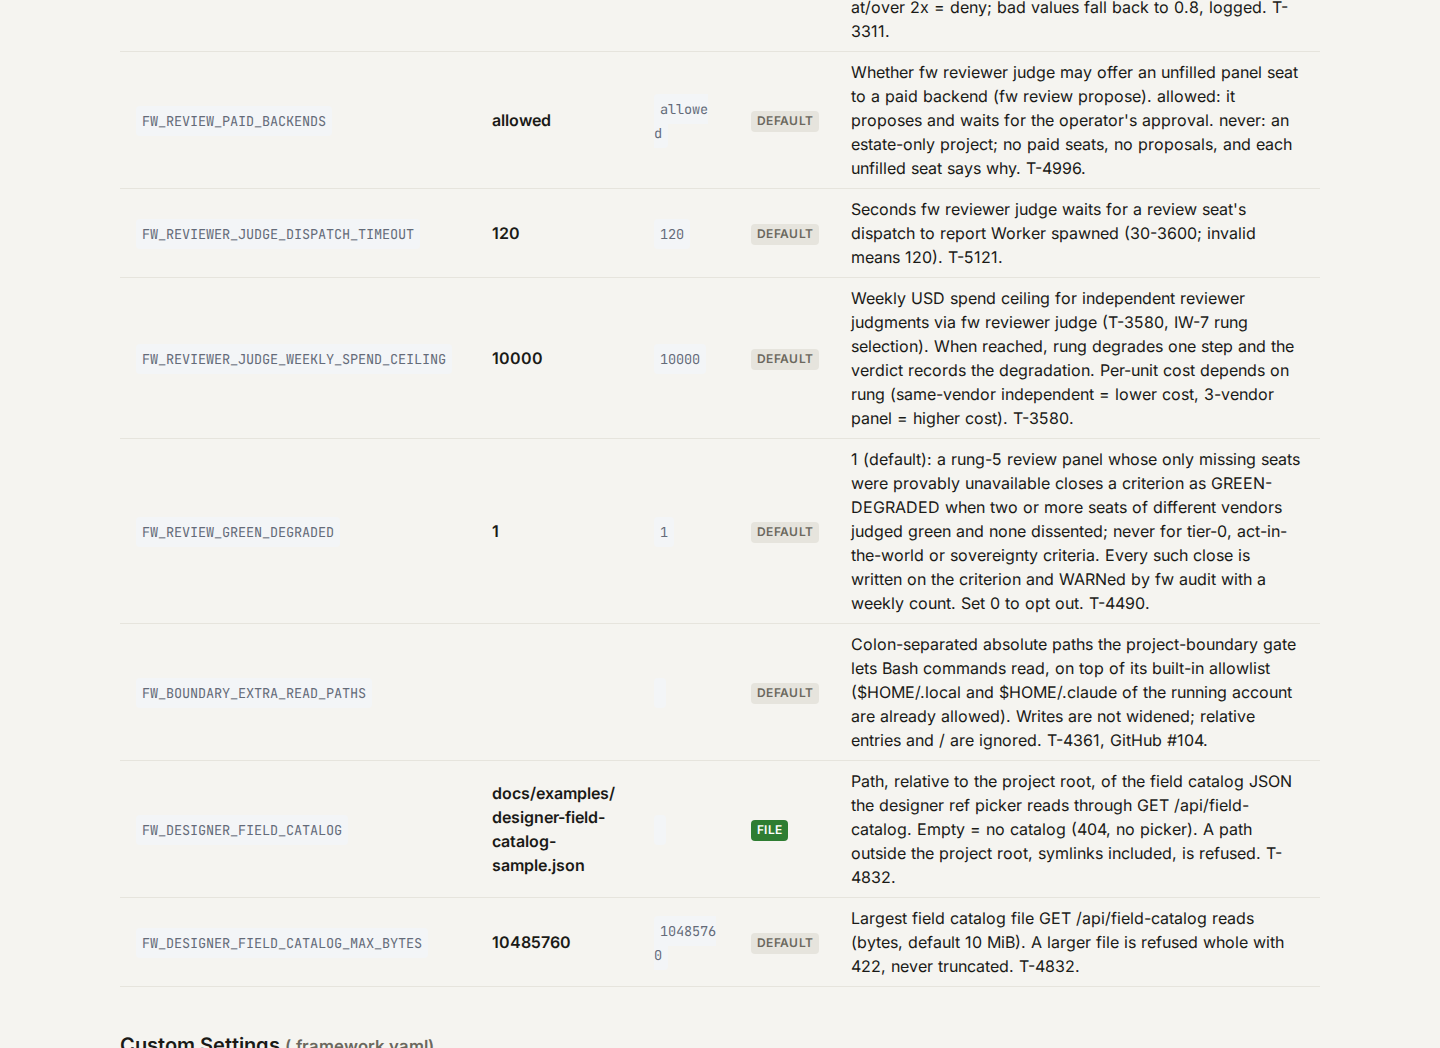 at/over 2x = deny; bad values fall back to 0.8, logged. T-
3311.
FW_REVIEW_PAID_BACKENDS
allowed
allowe
d
DEFAULT
Whether fw reviewer judge may offer an unfilled panel seat
to a paid backend (fw review propose). allowed: it
proposes and waits for the operator's approval. never: an
estate-only project; no paid seats, no proposals, and each
unfilled seat says why. T-4996.
FW_REVIEWER_JUDGE_DISPATCH_TIMEOUT
120
120
DEFAULT
Seconds fw reviewer judge waits for a review seat's
dispatch to report Worker spawned (30-3600; invalid
means 120). T-5121.
FW_REVIEWER_JUDGE_WEEKLY_SPEND_CEILING
10000
10000
DEFAULT
Weekly USD spend ceiling for independent reviewer
judgments via fw reviewer judge (T-3580, IW-7 rung
selection). When reached, rung degrades one step and the
verdict records the degradation. Per-unit cost depends on
rung (same-vendor independent = lower cost, 3-vendor
panel = higher cost). T-3580.
FW_REVIEW_GREEN_DEGRADED
1
1
DEFAULT
1 (default): a rung-5 review panel whose only missing seats
were provably unavailable closes a criterion as GREEN-
DEGRADED when two or more seats of different vendors
judged green and none dissented; never for tier-0, act-in-
the-world or sovereignty criteria. Every such close is
written on the criterion and WARNed by fw audit with a
weekly count. Set 0 to opt out. T-4490.
FW_BOUNDARY_EXTRA_READ_PATHS
DEFAULT
Colon-separated absolute paths the project-boundary gate
lets Bash commands read, on top of its built-in allowlist
($HOME/.local and $HOME/.claude of the running account
are already allowed). Writes are not widened; relative
entries and / are ignored. T-4361, GitHub #104.
FW_DESIGNER_FIELD_CATALOG
docs/examples/
designer-field-
catalog-
sample.json
FILE
Path, relative to the project root, of the field catalog JSON
the designer ref picker reads through GET /api/field-
catalog. Empty = no catalog (404, no picker). A path
outside the project root, symlinks included, is refused. T-
4832.
FW_DESIGNER_FIELD_CATALOG_MAX_BYTES
10485760
1048576
0
DEFAULT
Largest field catalog file GET /api/field-catalog reads
(bytes, default 10 MiB). A larger file is refused whole with
422, never truncated. T-4832.
Custom Settings (.framework.yaml)